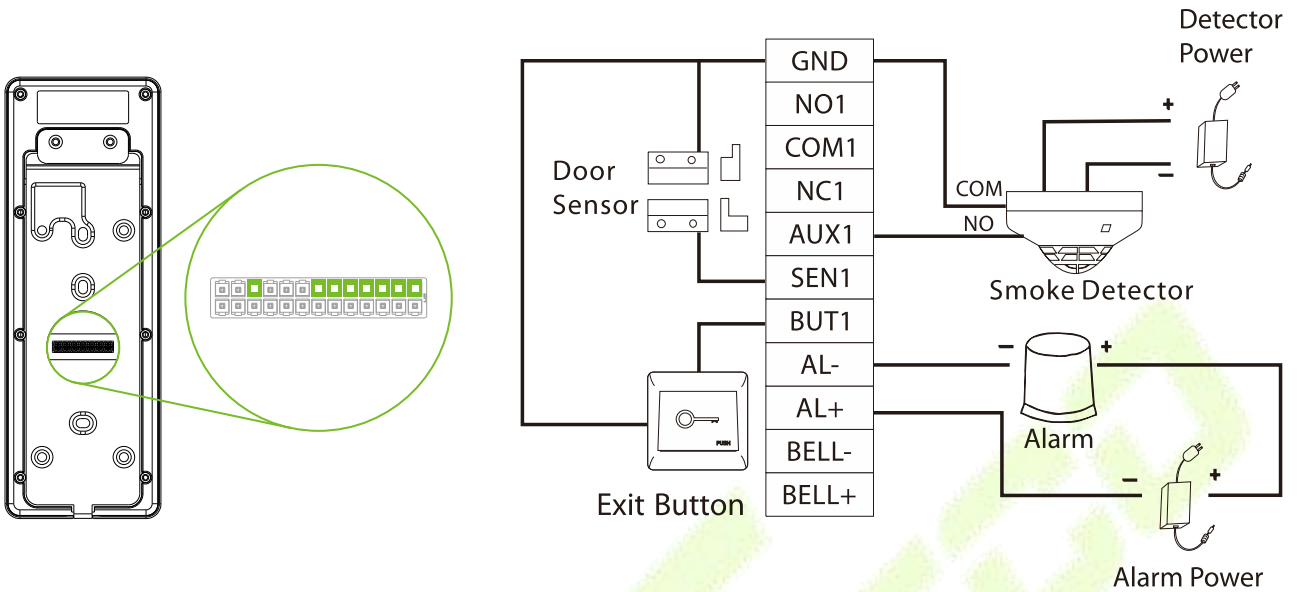 Detector
Power
GND
NO1
COM1
NC1
AUX1
SEN1
BUT1
AL-
AL+
BELL-
BELL+
Door
Sensor
PUSH
Exit Button
COM
NO
+
−
Smoke Detector
−
+
Alarm
−
+
Alarm Power